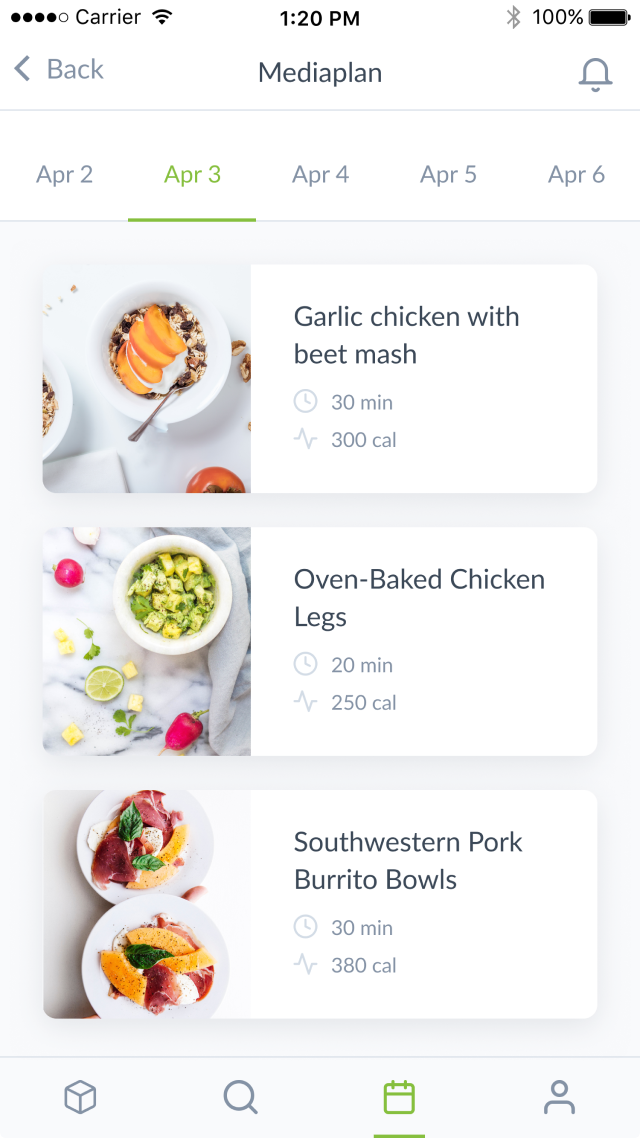 Carrier 1:20 PM 100%
Back Mediaplan
Apr 2 Apr 3 Apr 4 Apr 5 Apr 6
Garlic chicken with
beet mash
30 min
300 cal
Oven-Baked Chicken
Legs
20 min
250 cal
Southwestern Pork
Burrito Bowls
30 min
380 cal